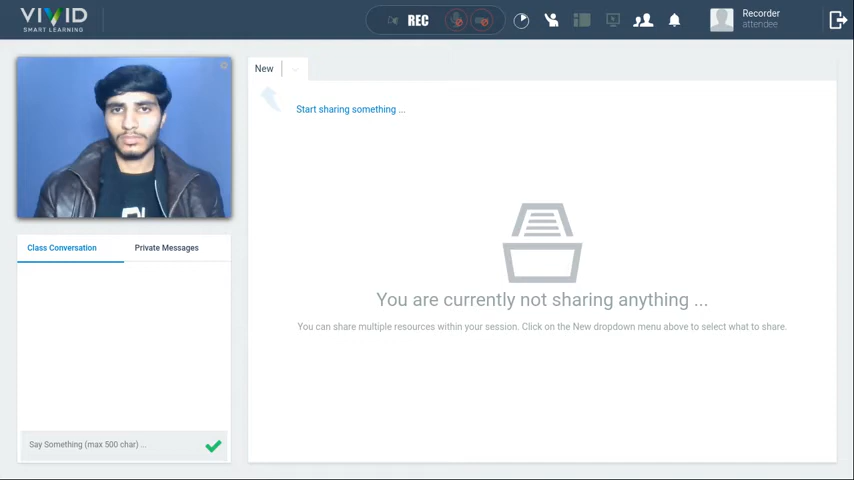 VIVID
SMART LEARNING
REC
Recorder
attendee
New
Start sharing something ...
Class Conversation
Private Messages
You are currently not sharing anything ...
You can share multiple resources within your session. Click on the New dropdown menu above to select what to share.
Say Something (max 500 char) ...